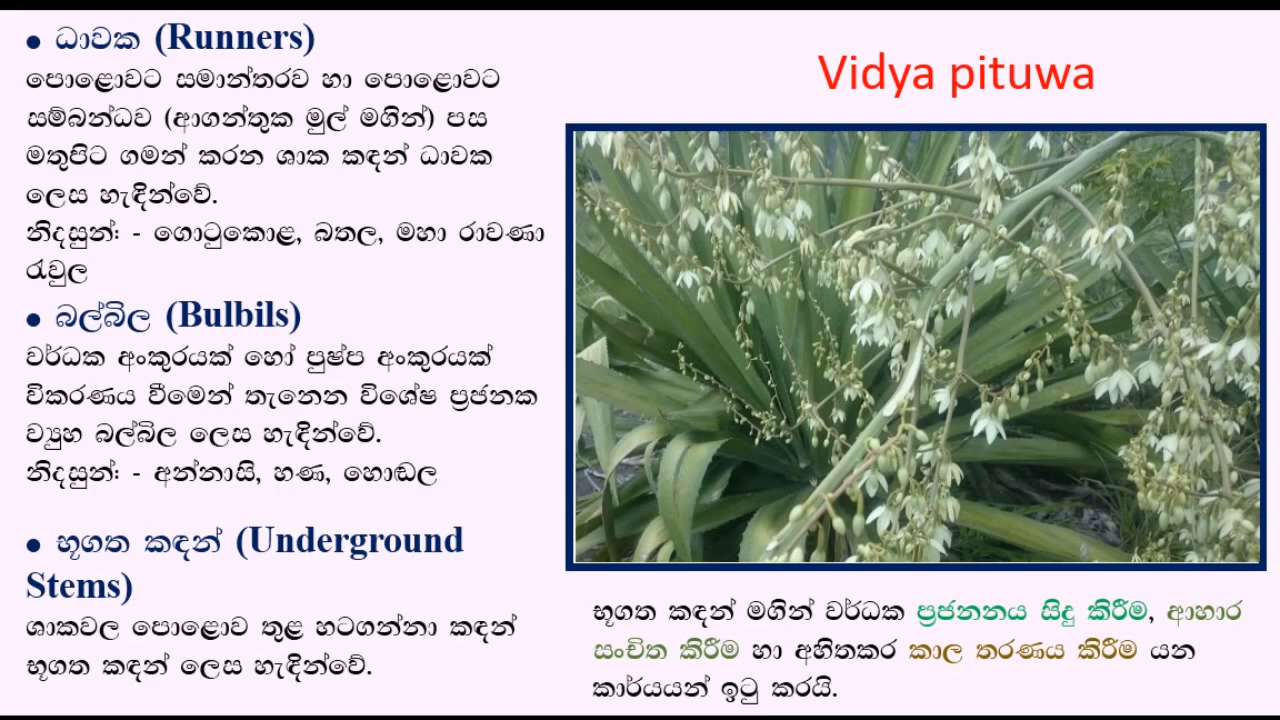 • ධාවක (Runners)
පොළොවට සමාන්තරව හා පොළොවට
සම්බන්ධව (ආගන්තුක මුල් මගින්) පස
මතුපිට ගමන් කරන ශාක කඳන් ධාවක
ලෙස හැඳින්වේ.
නිදසුන්: - ගොටුකොළ, බතල, මහා රාවණා
රැවුල
• බල්බිල (Bulbils)
වර්ධක අංකුරයක් හෝ පුෂ්ප අංකුරයක්
විකරණය වීමෙන් තැනෙන විශේෂ ප්‍රජනක
ව්‍යුහ බල්බිල ලෙස හැඳින්වේ.
නිදසුන්: - අන්නාසි, හණ, හොඬල
• භූගත කඳන් (Underground
Stems)
ශාකවල පොළොව තුළ හටගන්නා කඳන්
භූගත කඳන් ලෙස හැඳින්වේ.
Vidya pituwa
භූගත කඳන් මගින් වර්ධක ප්‍රජනනය සිදු කිරීම, ආහාර
සංචිත කිරීම හා අහිතකර කාල තරණය කිරීම යන
කාර්යයන් ඉටු කරයි.